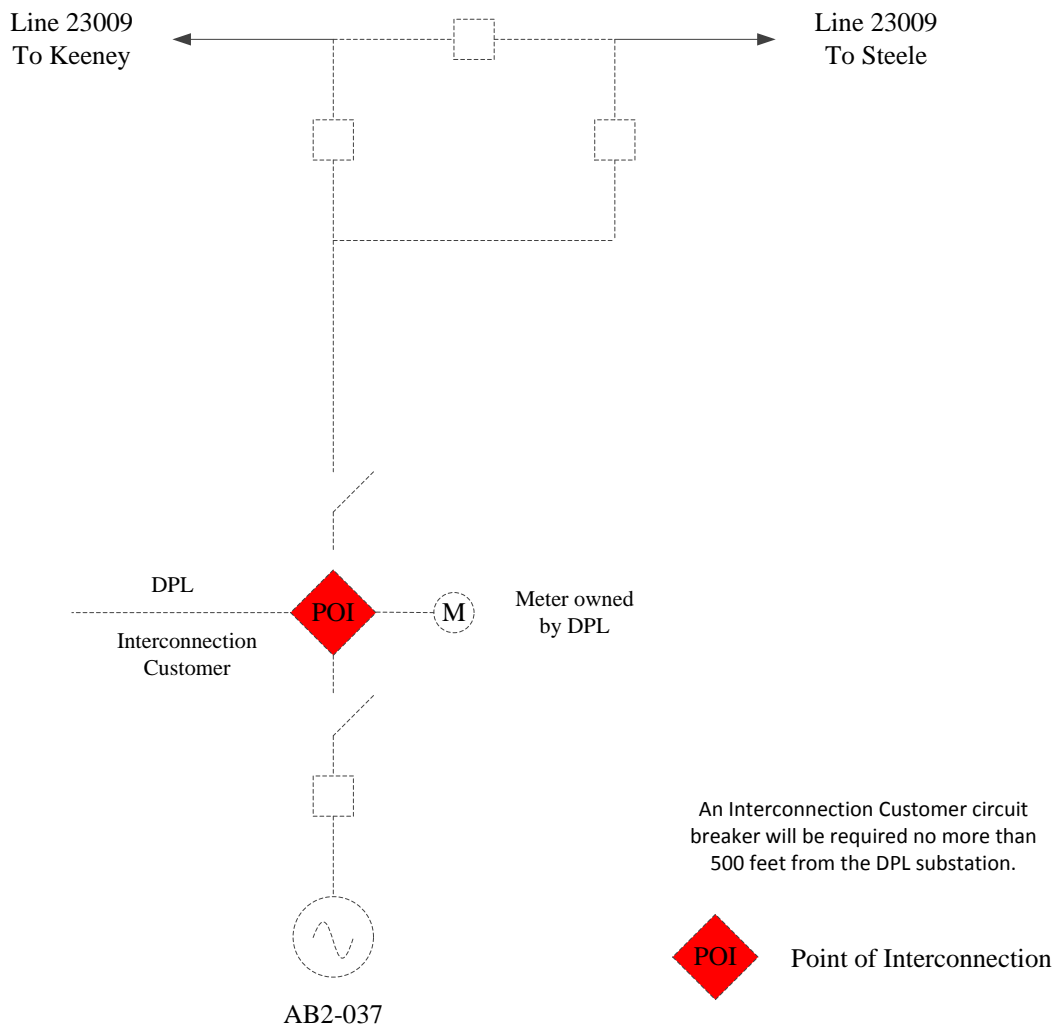 Line 23009
To Keeney
Line 23009
To Steele
DPL
POI
M
Meter owned
by DPL
Interconnection
Customer
An Interconnection Customer circuit
breaker will be required no more than
500 feet from the DPL substation.
POI
Point of Interconnection
AB2-037